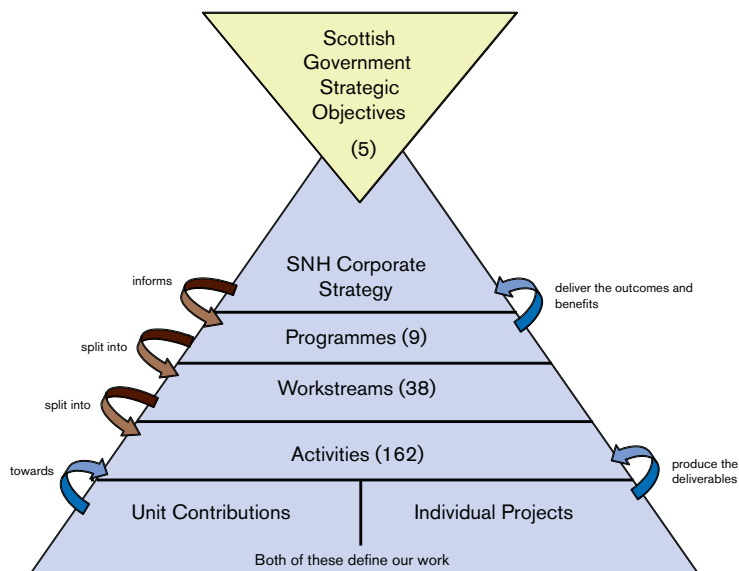 Scottish
Government
Strategic
Objectives
(5)
informs
SNH Corporate
Strategy
deliver the outcomes and
benefits
split into
Programmes (9)
split into
Workstreams (38)
towards
Activities (162)
produce the
deliverables
Unit Contributions
Individual Projects
Both of these define our work